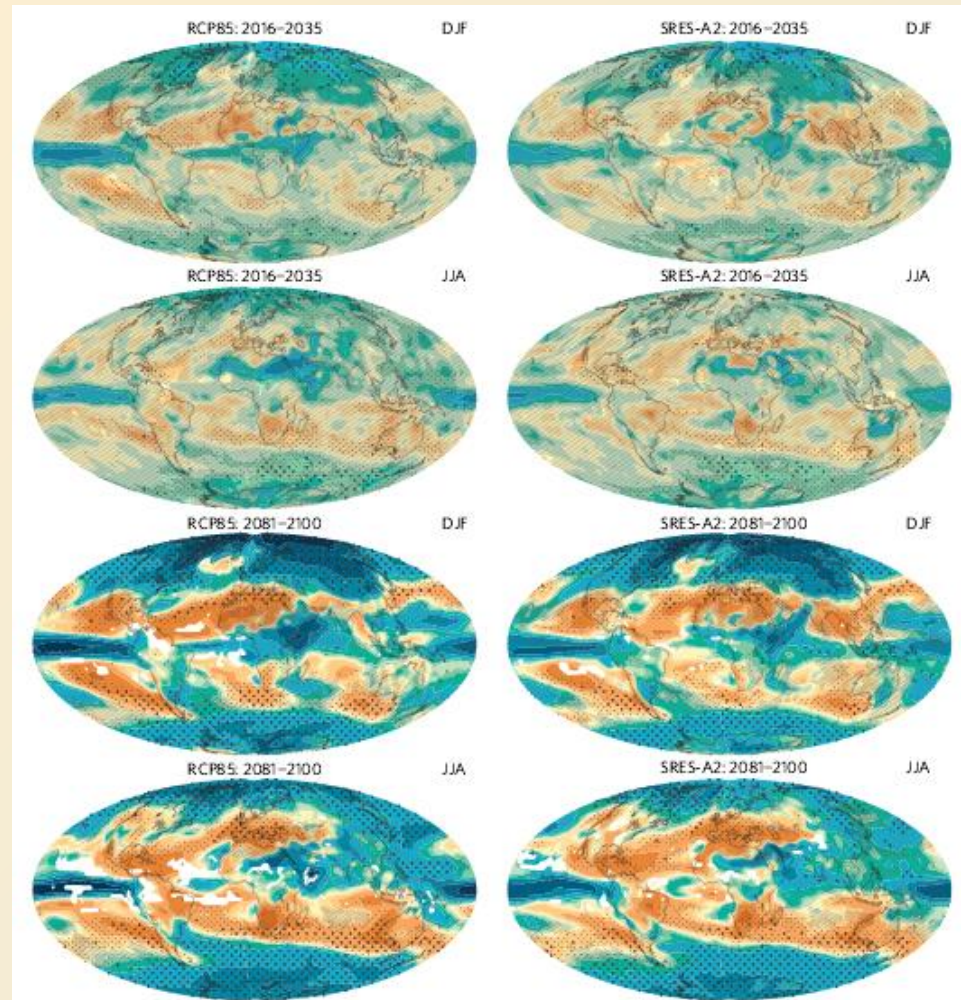 RCP85: 2016–2035 DJF
SRES-A2: 2016–2035 DJF
RCP85: 2016–2035 JJA
SRES-A2: 2016–2035 JJA
RCP85: 2081–2100 DJF
SRES-A2: 2081–2100 DJF
RCP85: 2081–2100 JJA
SRES-A2: 2081–2100 JJA